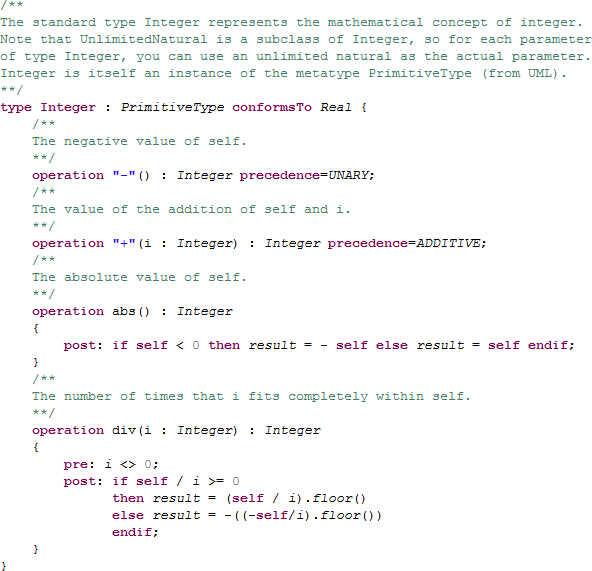 /**
The standard type Integer represents the mathematical concept of integer.
Note that UnlimitedNatural is a subclass of Integer, so for each parameter
of type Integer, you can use an unlimited natural as the actual parameter.
Integer is itself an instance of the metatype PrimitiveType (from UML).
**/
type Integer : PrimitiveType conformsTo Real {
    /**
    The negative value of self.
    **/
    operation "-"() : Integer precedence=UNARY;
    /**
    The value of the addition of self and i.
    **/
    operation "+"(i : Integer) : Integer precedence=ADDITIVE;
    /**
    The absolute value of self.
    **/
    operation abs() : Integer
    {
        post: if self < 0 then result = - self else result = self endif;
    }
    /**
    The number of times that i fits completely within self.
    **/
    operation div(i : Integer) : Integer
    {
        pre: i <> 0;
        post: if self / i >= 0
              then result = (self / i).floor()
              else result = -((-self/i).floor())
              endif;
    }
}